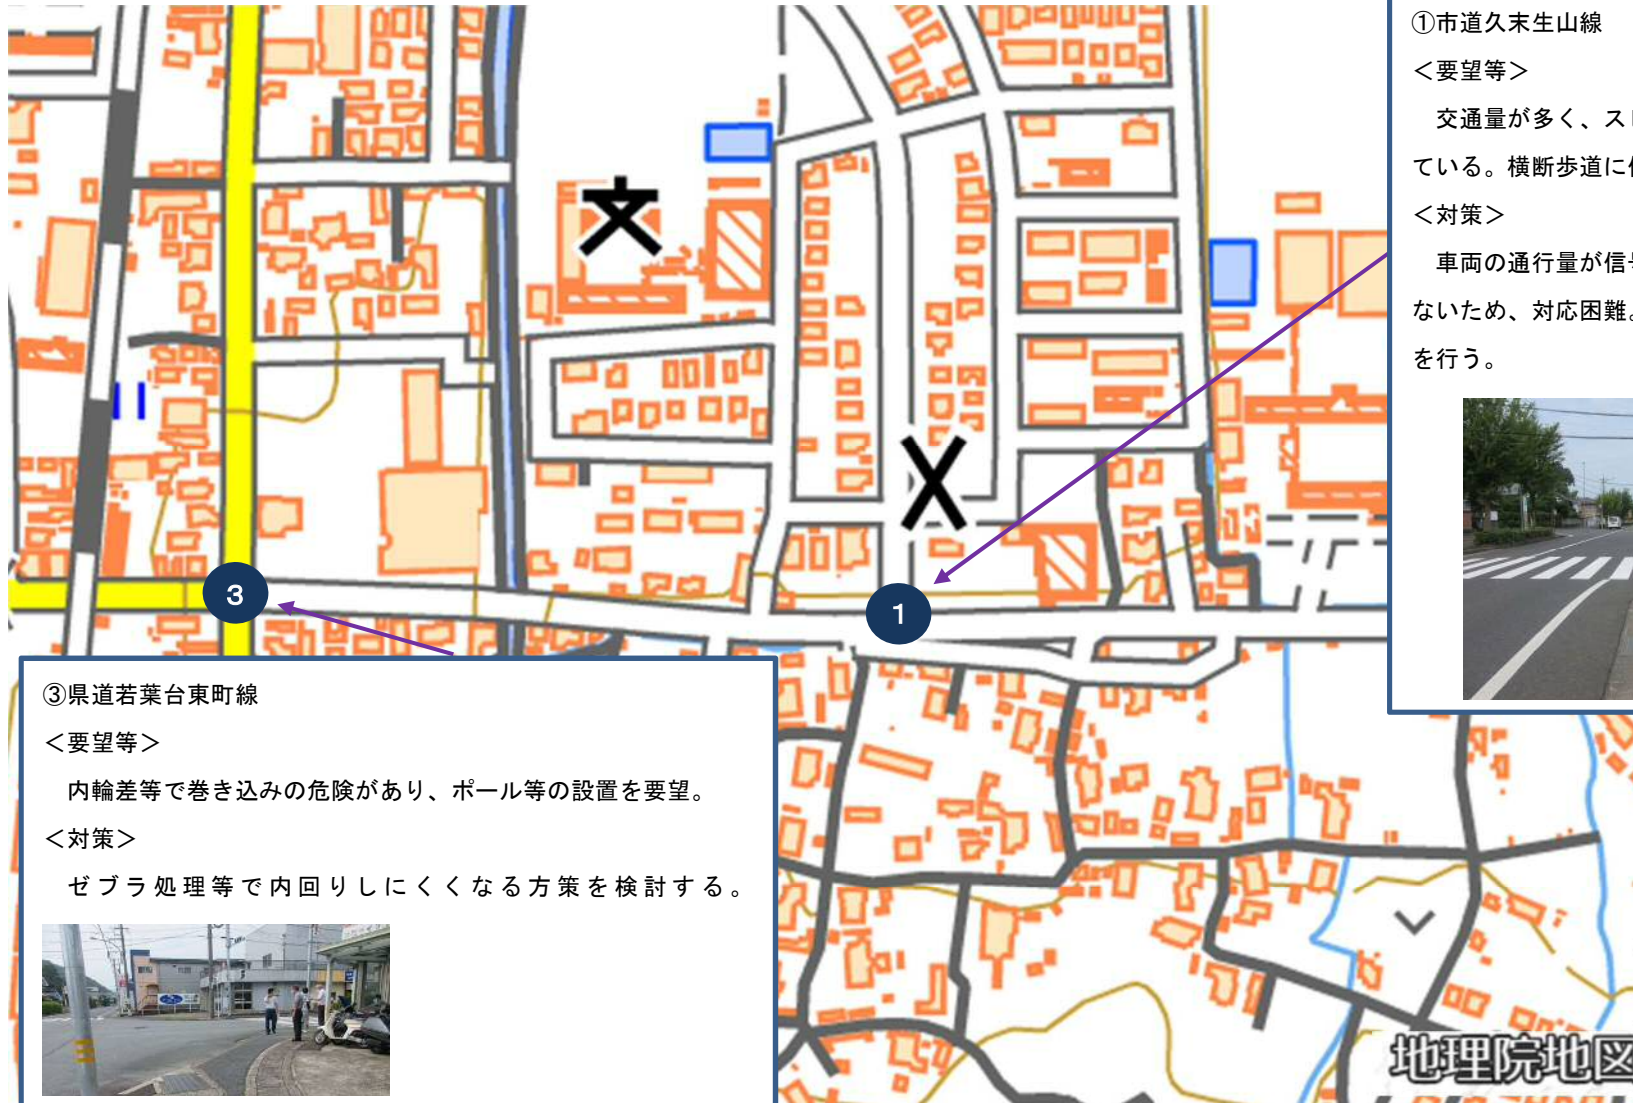 ①市道久末生山線
＜要望等＞
交通量が多く、ス
ている。横断歩道に
＜対策＞
車両の通行量が信
ないため、対応困難。
を行う。
3
1
③県道若葉台東町線
＜要望等＞
内輪差等で巻き込みの危険があり、ポール等の設置を要望。
＜対策＞
ゼブラ処理等で内回りしにくくなる方策を検討する。
地理院地図